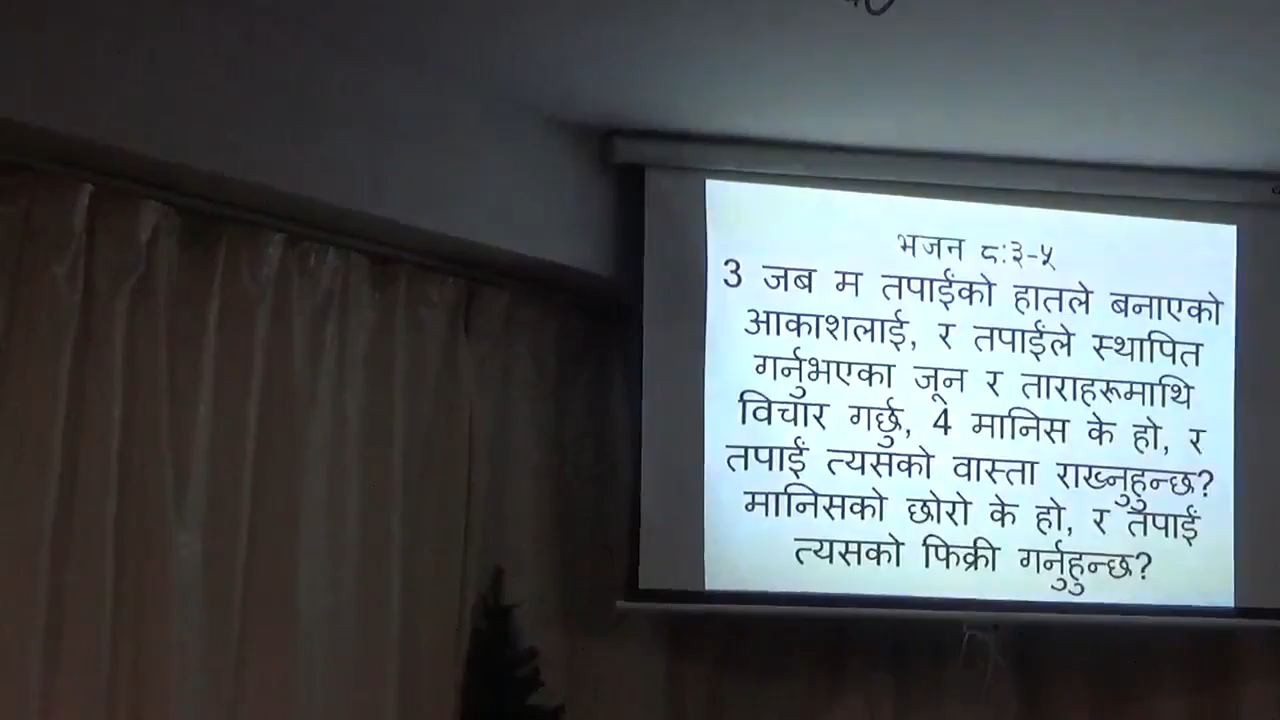 भजन ८:३-५
3 जब म तपाईंको हातले बनाएको
आकाशलाई, र तपाईंले स्थापित
गर्नुभएका जून र ताराहरूमाथि
विचार गर्छु, 4 मानिस के हो, र
तपाईं त्यसको वास्ता राख्नुहुन्छ?
मानिसको छोरो के हो, र तपाईं
त्यसको फिक्री गर्नुहुन्छ?